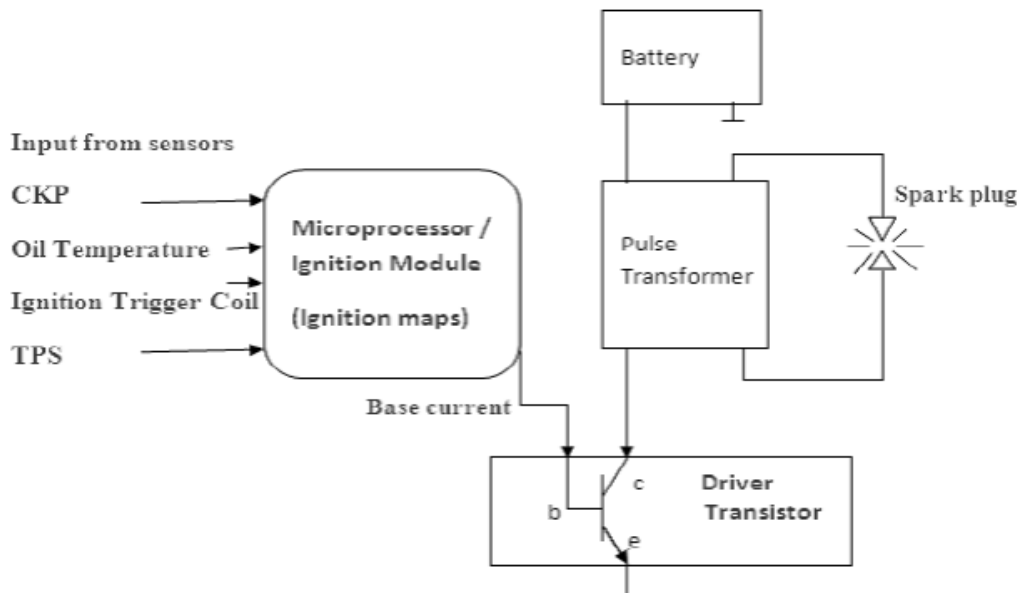 Battery
Input from sensors
CKP
Oil Temperature
Ignition Trigger Coil
TPS
Microprocessor /
Ignition Module
(Ignition maps)
Pulse
Transformer
Spark plug
Base current
b
c
e
Driver
Transistor